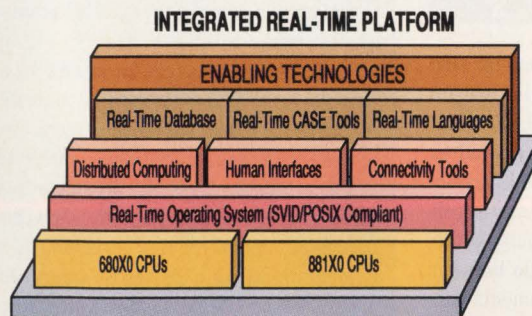 INTEGRATED REAL-TIME PLATFORM
ENABLING TECHNOLOGIES
Real-Time Database Real-Time CASE Tools Real-Time Languages
Distributed Computing Human Interfaces Connectivity Tools
Real-Time Operating System (SVID/POSIX Compliant)
680X0 CPUs 881X0 CPUs